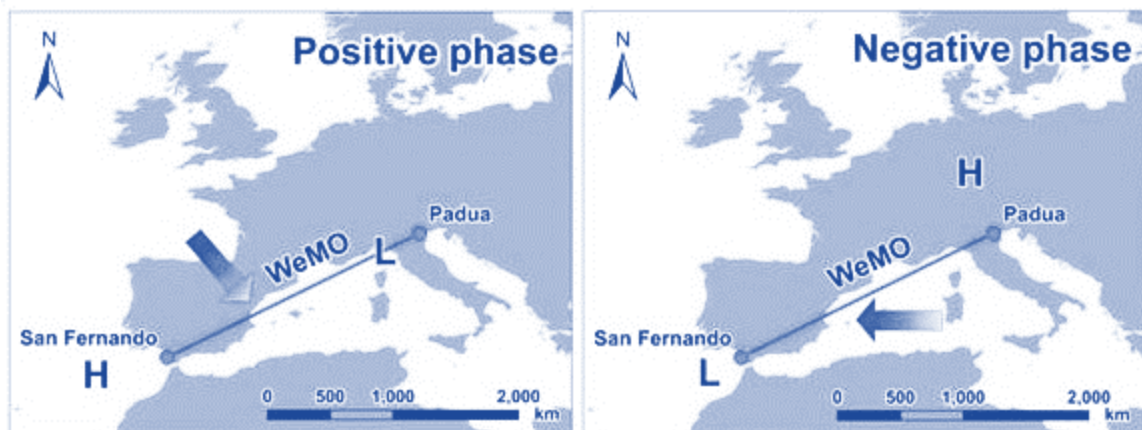 N
Positive phase
Padua
WeMO
L
San Fernando
H
0 500 1,000 2,000
km
N
Negative phase
H
Padua
WeMO
San Fernando
L
0 500 1,000 2,000
km